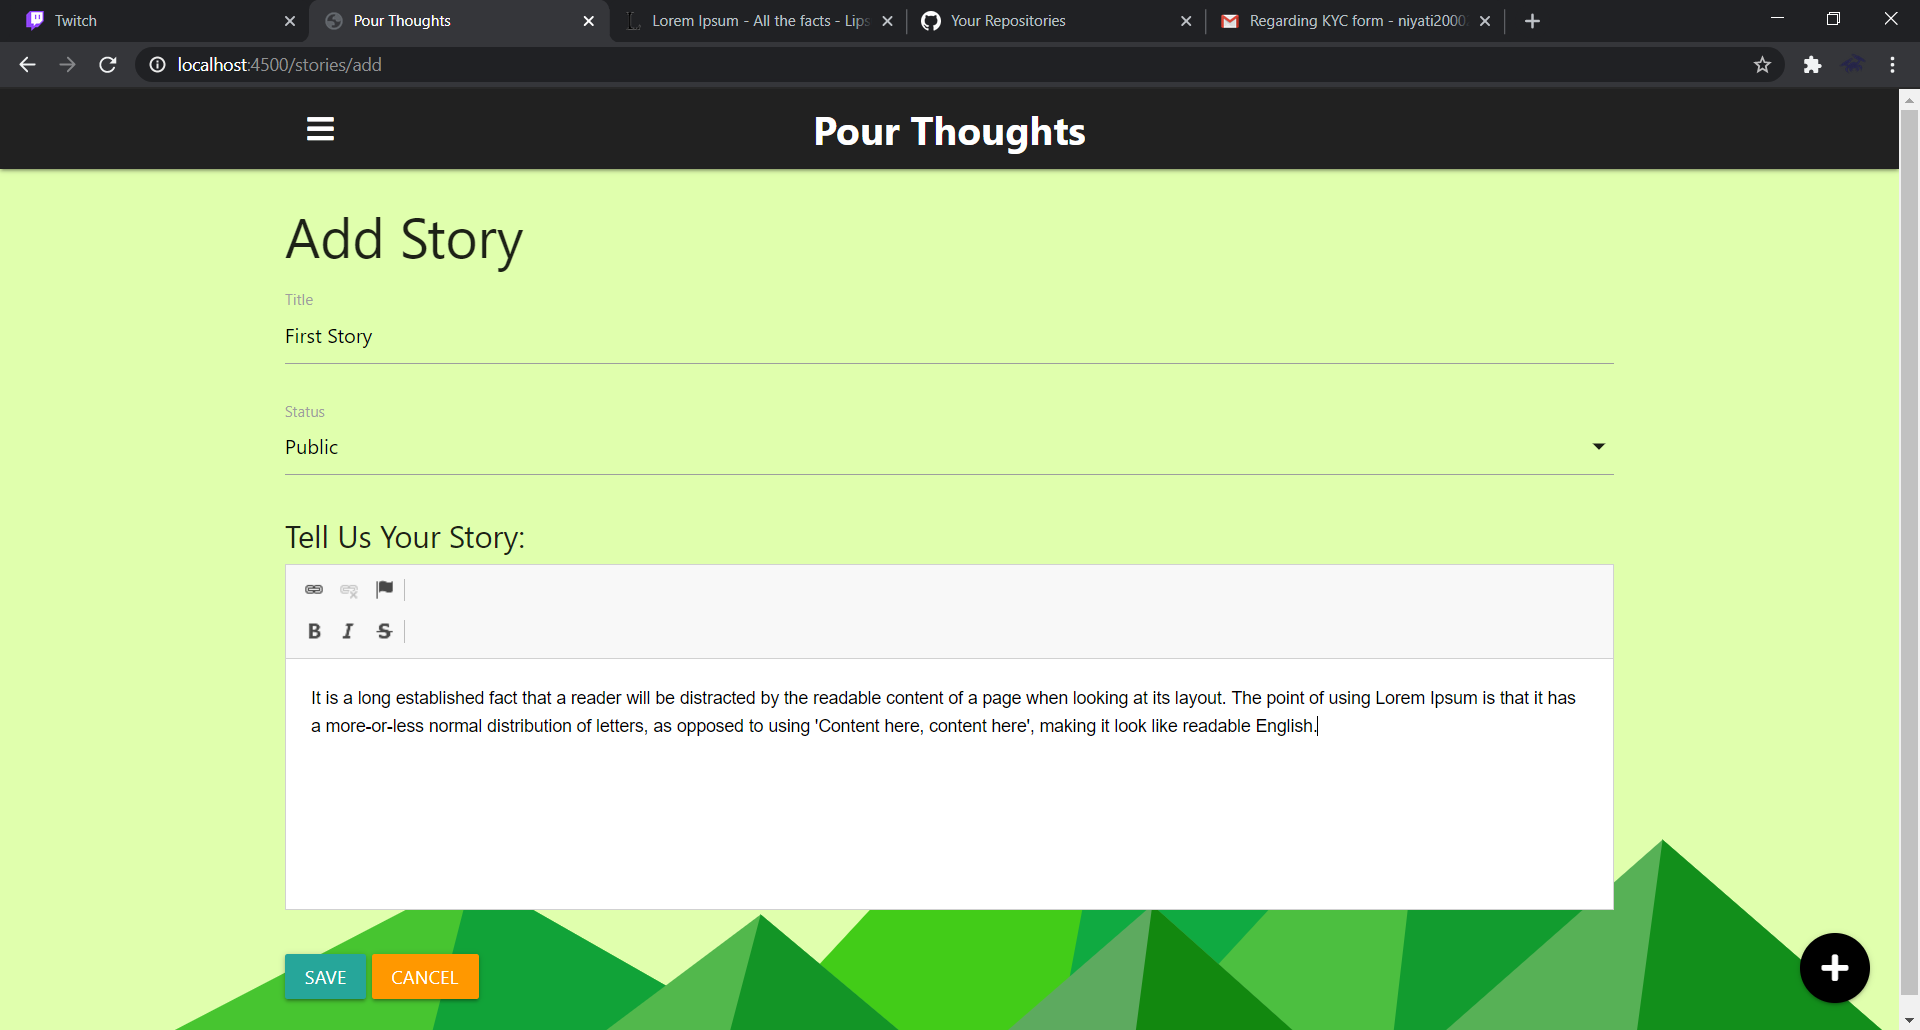 Twitch
Pour Thoughts
Lorem Ipsum - All the facts - Lips
Your Repositories
Regarding KYC form - niyati2000
localhost:4500/stories/add
Pour Thoughts
Add Story
Title
First Story
Status
Public
Tell Us Your Story:
B I S
It is a long established fact that a reader will be distracted by the readable content of a page when looking at its layout. The point of using Lorem Ipsum is that it has
a more-or-less normal distribution of letters, as opposed to using 'Content here, content here', making it look like readable English.
SAVE CANCEL